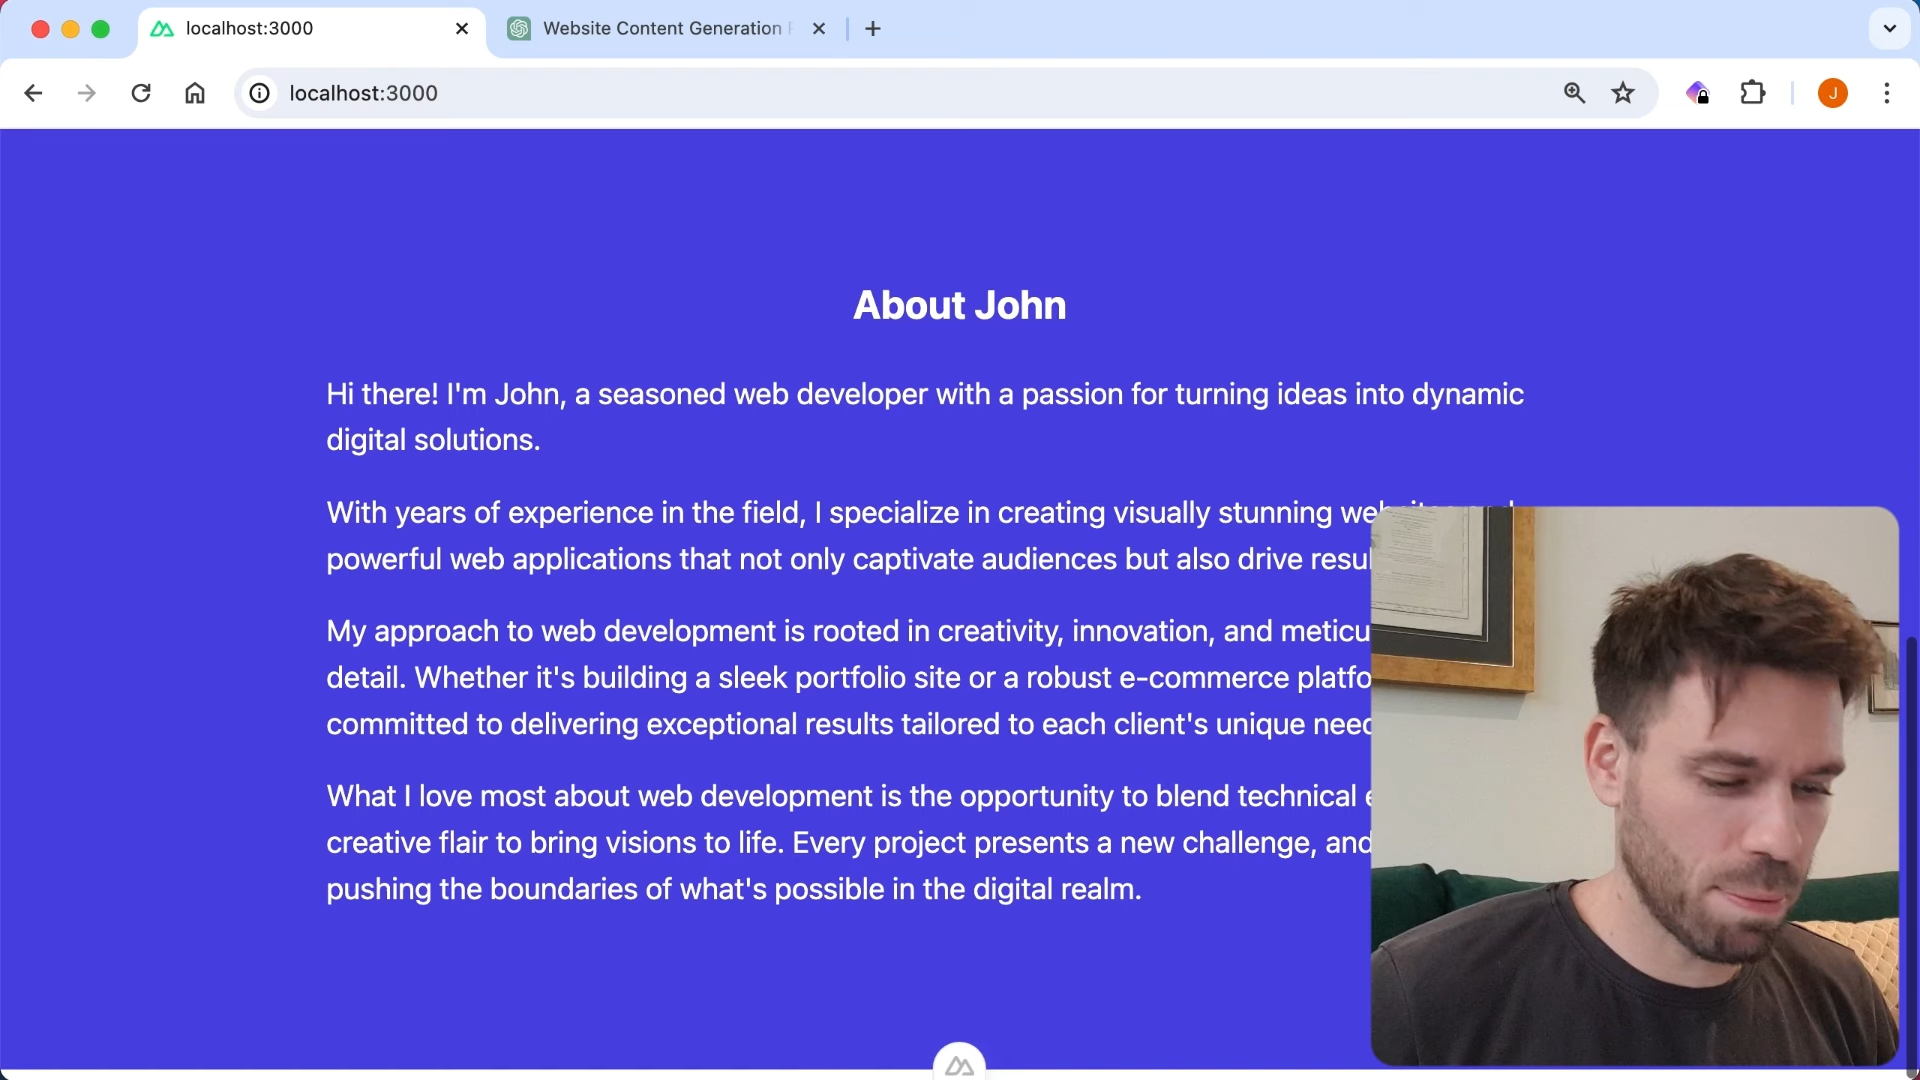 localhost:3000
Website Content Generation
localhost:3000
J
About John
Hi there! I'm John, a seasoned web developer with a passion for turning ideas into dynamic
digital solutions.
With years of experience in the field, I specialize in creating visually stunning
powerful web applications that not only captivate audiences but also drive
My approach to web development is rooted in creativity, innovation, and
detail. Whether it's building a sleek portfolio site or a robust e-commerce
committed to delivering exceptional results tailored to each client's unique
What I love most about web development is the opportunity to blend technical
creative flair to bring visions to life. Every project presents a new challenge, and
pushing the boundaries of what's possible in the digital realm.